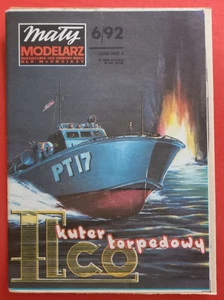 Mały
MODELARZ
6/92
PT17
kuter
torpedowy
Elco